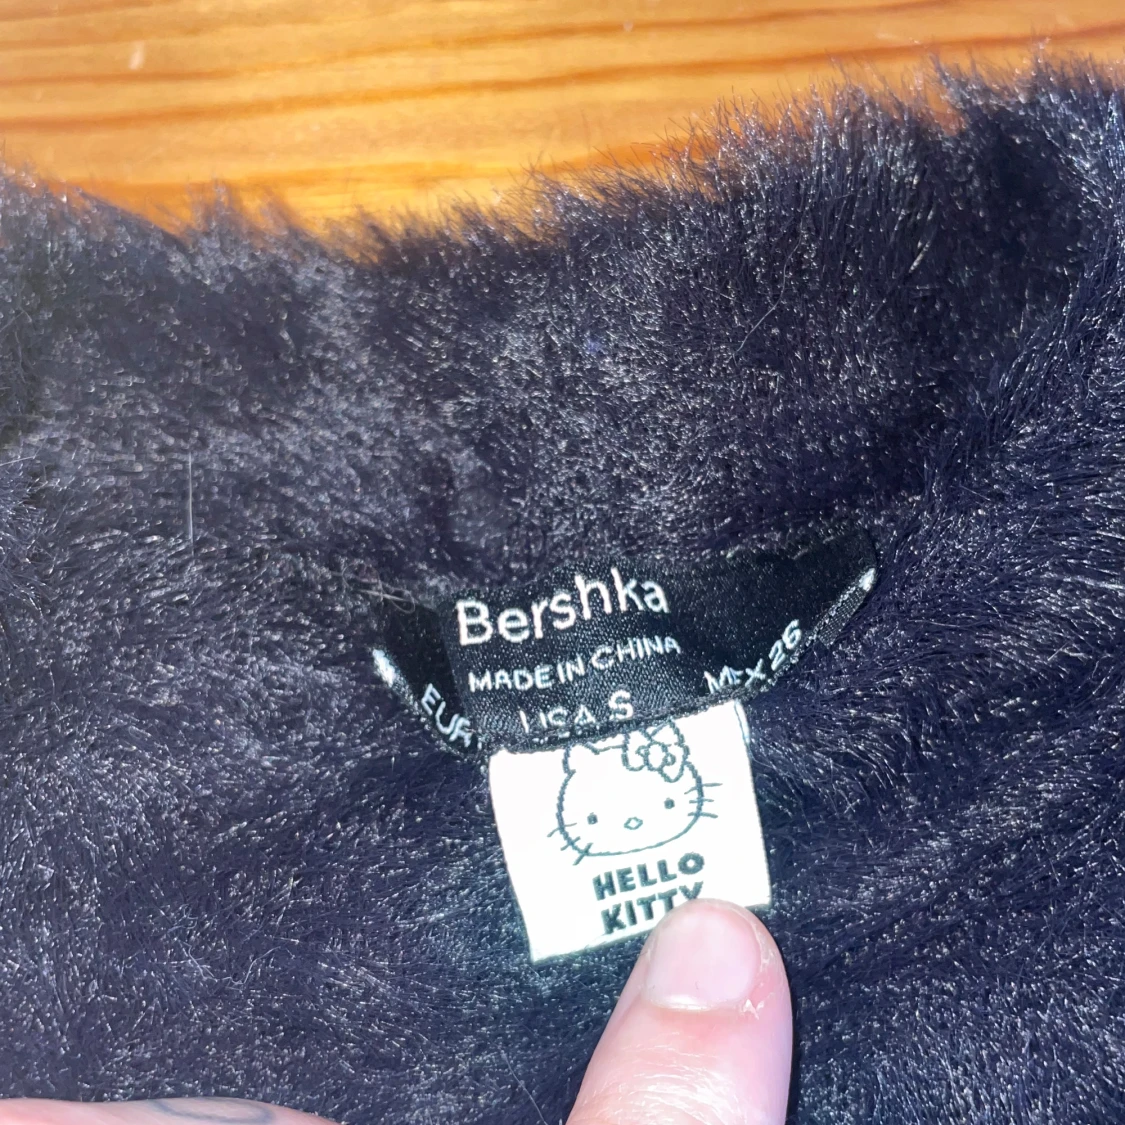 Bershka
MADE IN CHINA
EUR
USA S
MEX 26
HELLO
KITTY